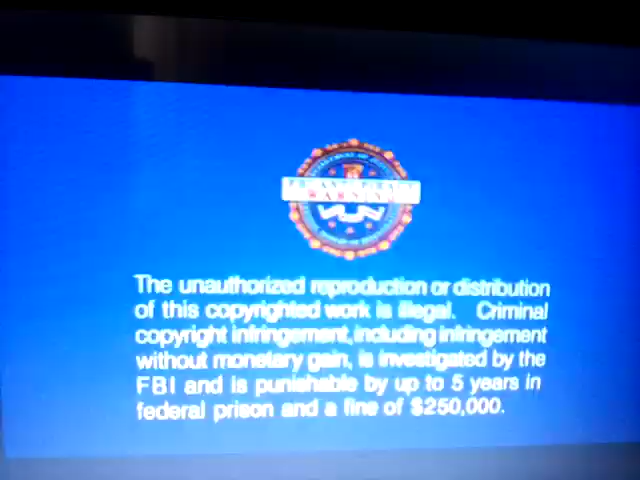 The unauthorized reproduction or distribution
of this copyrighted work is illegal. Criminal
copyright infringement, including infringement
without monetary gain, is investigated by the
FBI and is punishable by up to 5 years in
federal prison and a fine of $250,000.